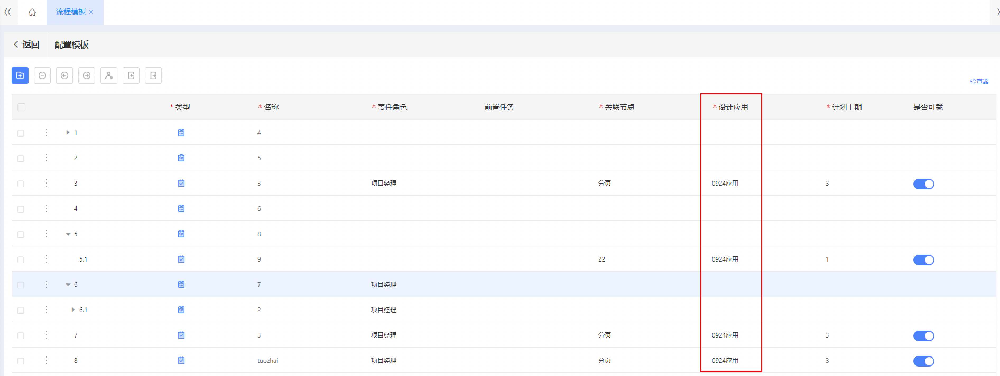 流程模板
返回 配置模板
检查器
* 类型 * 名称 * 责任角色 前置任务 * 关联节点 * 设计应用 * 计划工期 是否可裁
1 4
2 5
3 3 项目经理 分页 0924应用 3
4 6
5 8
5.1 9 22 0924应用 1
6 7 项目经理
6.1 2 项目经理
7 3 项目经理 分页 0924应用 3
8 tuozhai 项目经理 分页 0924应用 3